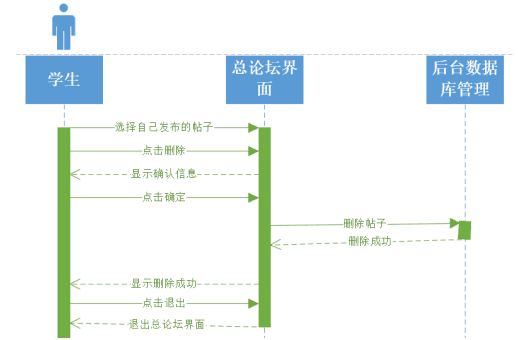 学生
总论坛界
面
后台数据
库管理
选择自己发布的帖子
点击删除
显示确认信息
点击确定
删除帖子
删除成功
显示删除成功
点击退出
退出总论坛界面